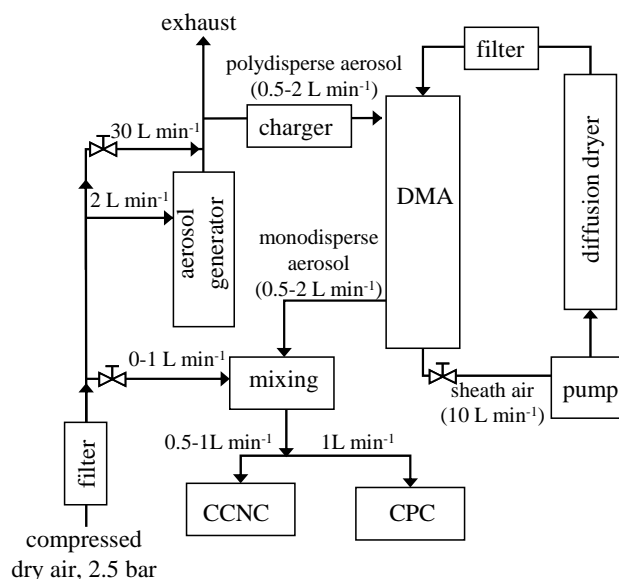 exhaust
filter
polydisperse aerosol
(0.5-2 L min-1)
30 L min-1
charger
diffusion dryer
2 L min-1
aerosol
generator
DMA
monodisperse
aerosol
(0.5-2 L min-1)
0-1 L min-1
mixing
sheath air
(10 L min-1)
pump
filter
0.5-1L min-1
1L min-1
CCNC
CPC
compressed
dry air, 2.5 bar